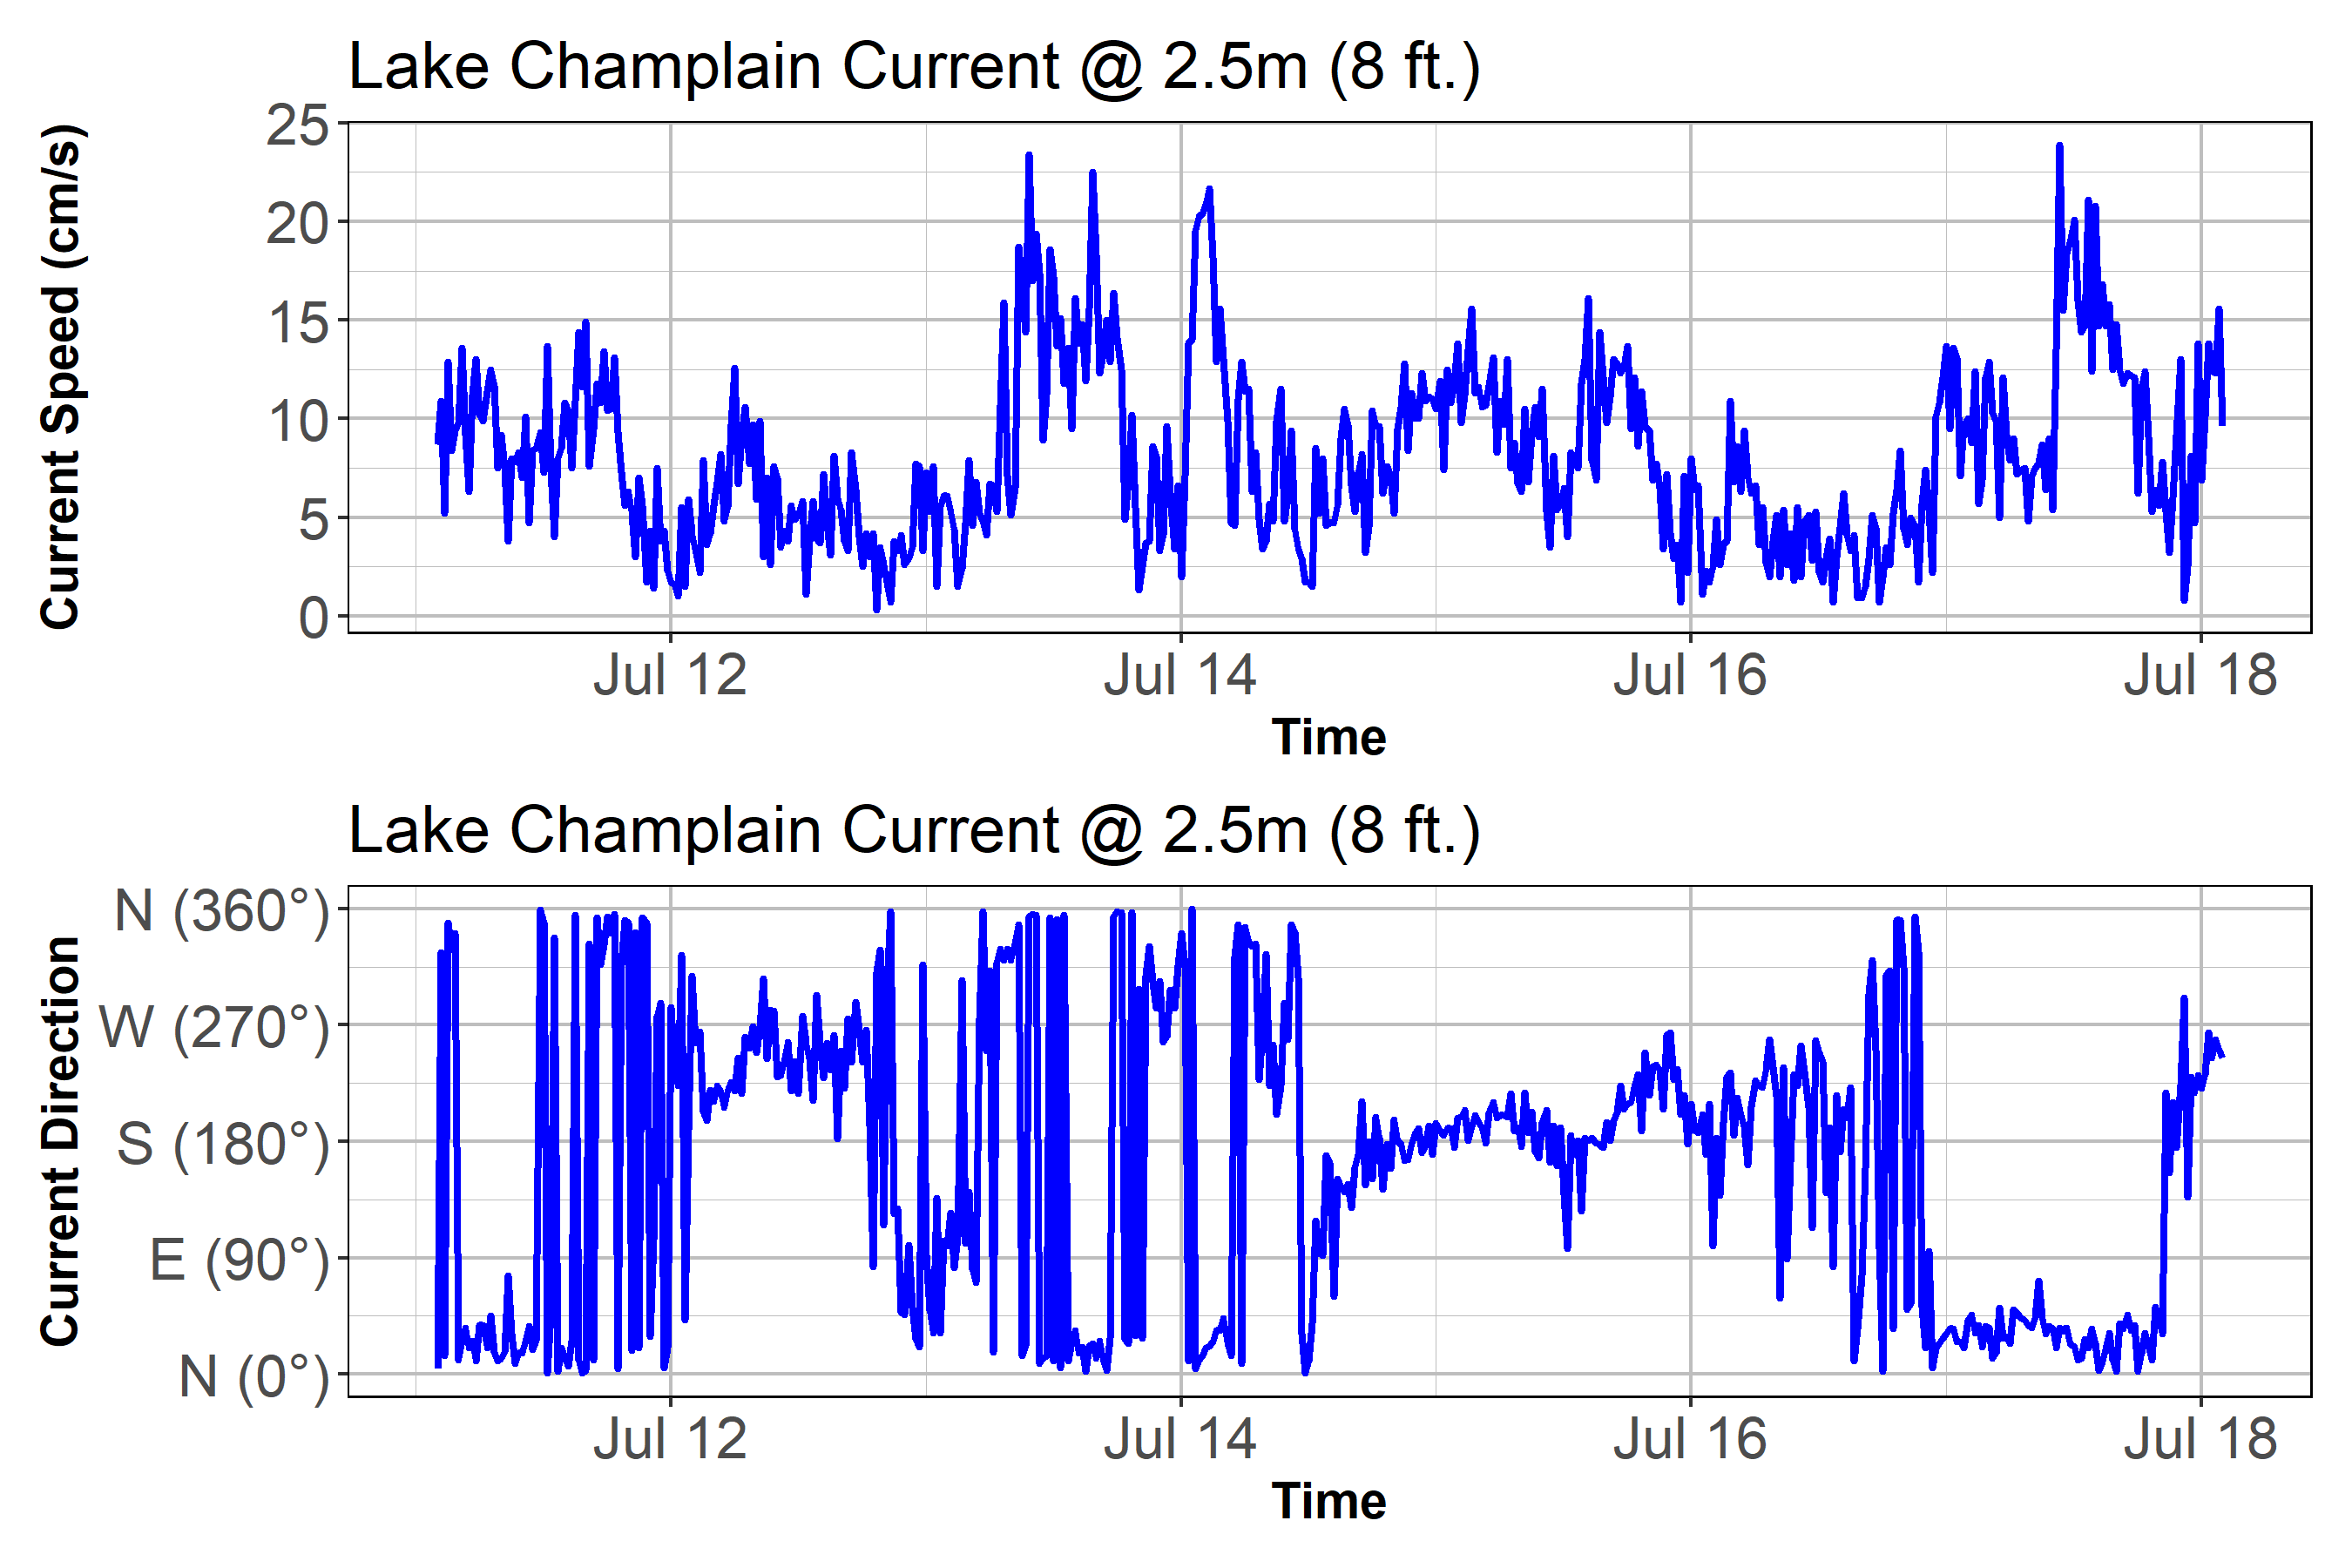 Lake Champlain Current @ 2.5m (8 ft.)
Current Speed (cm/s)
25
20
15
10
5
0
Jul 12 Jul 14 Jul 16 Jul 18
Time
Lake Champlain Current @ 2.5m (8 ft.)
Current Direction
N (360°)
W (270°)
S (180°)
E (90°)
N (0°)
Jul 12 Jul 14 Jul 16 Jul 18
Time